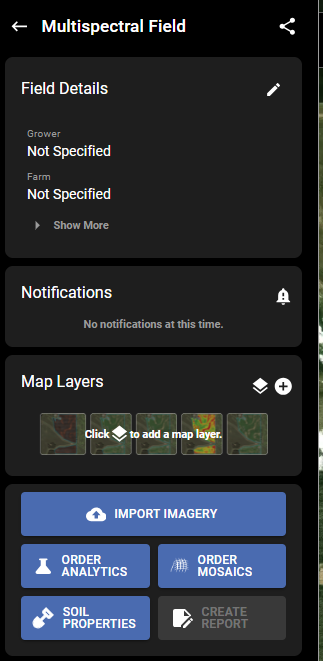 Multispectral Field
Field Details
Grower
Not Specified
Farm
Not Specified
Show More
Notifications
No notifications at this time.
Map Layers
Click to add a map layer.
IMPORT IMAGERY
ORDER
ANALYTICS
ORDER
MOSAICS
SOIL
PROPERTIES
CREATE
REPORT